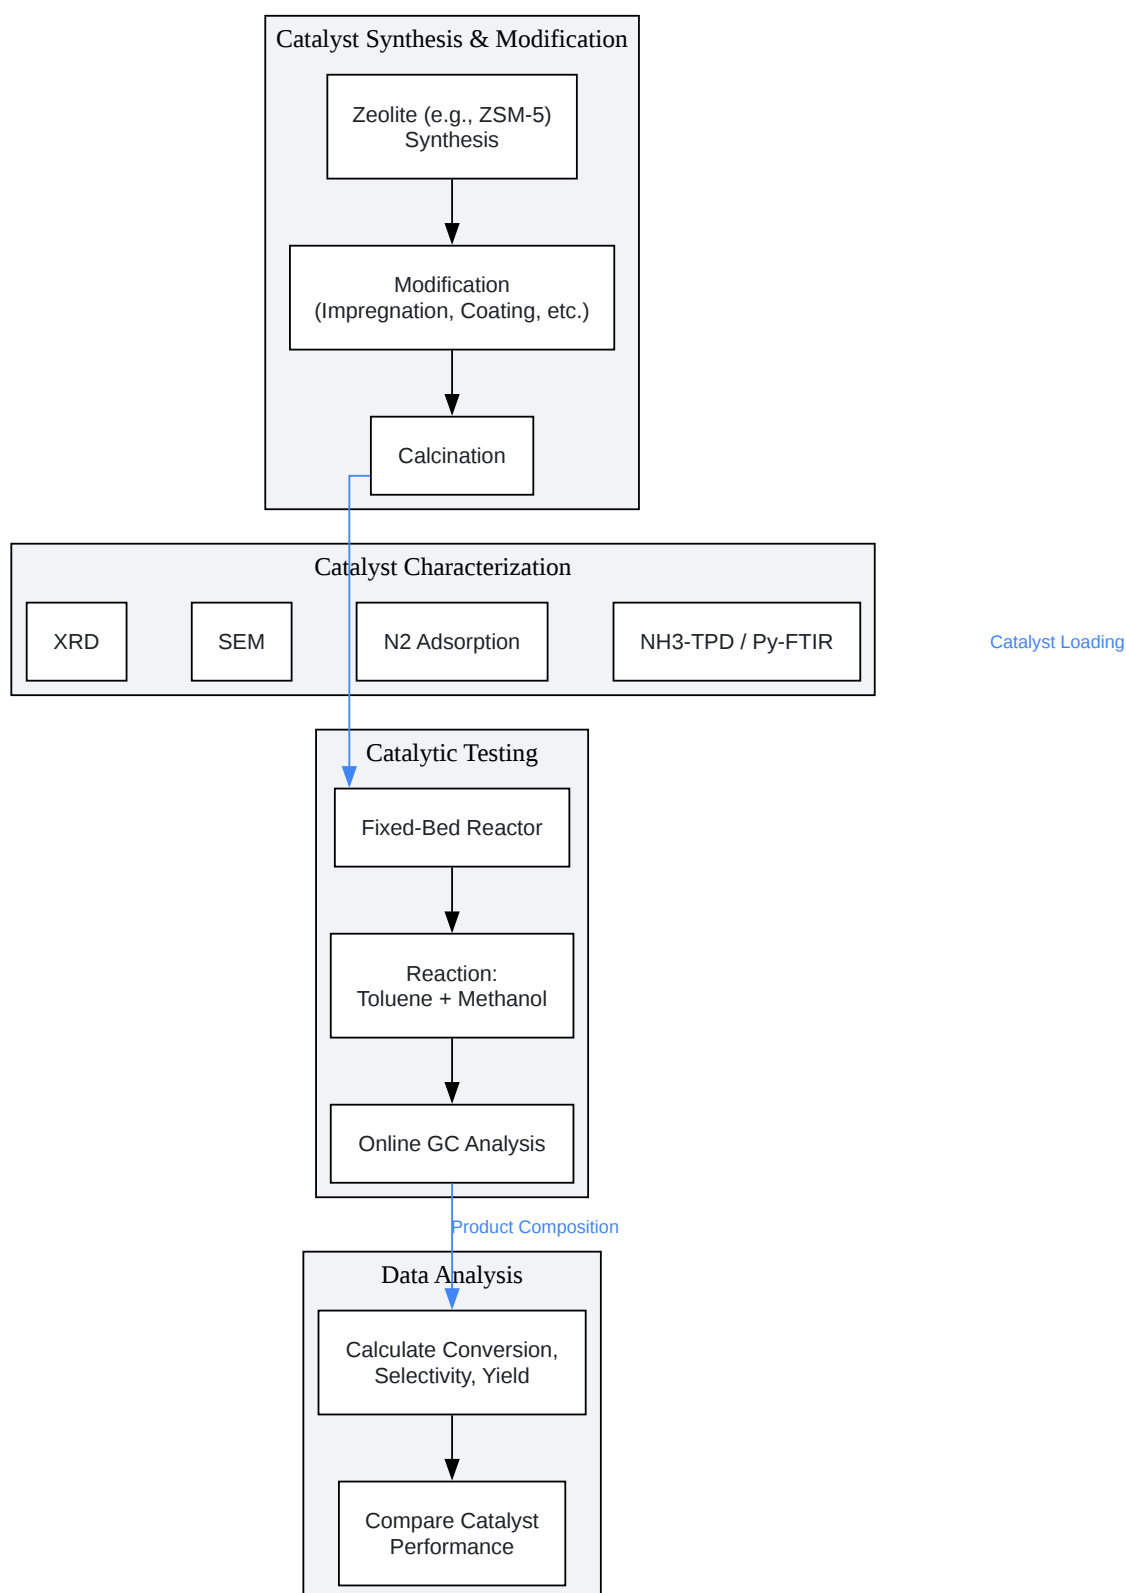 Catalyst Synthesis & Modification
Zeolite (e.g., ZSM-5)
Synthesis
Modification
(Impregnation, Coating, etc.)
Calcination
Catalyst Characterization
XRD
SEM
N2 Adsorption
NH3-TPD / Py-FTIR
Catalyst Loading
Catalytic Testing
Fixed-Bed Reactor
Reaction:
Toluene + Methanol
Online GC Analysis
Product Composition
Data Analysis
Calculate Conversion,
Selectivity, Yield
Compare Catalyst
Performance